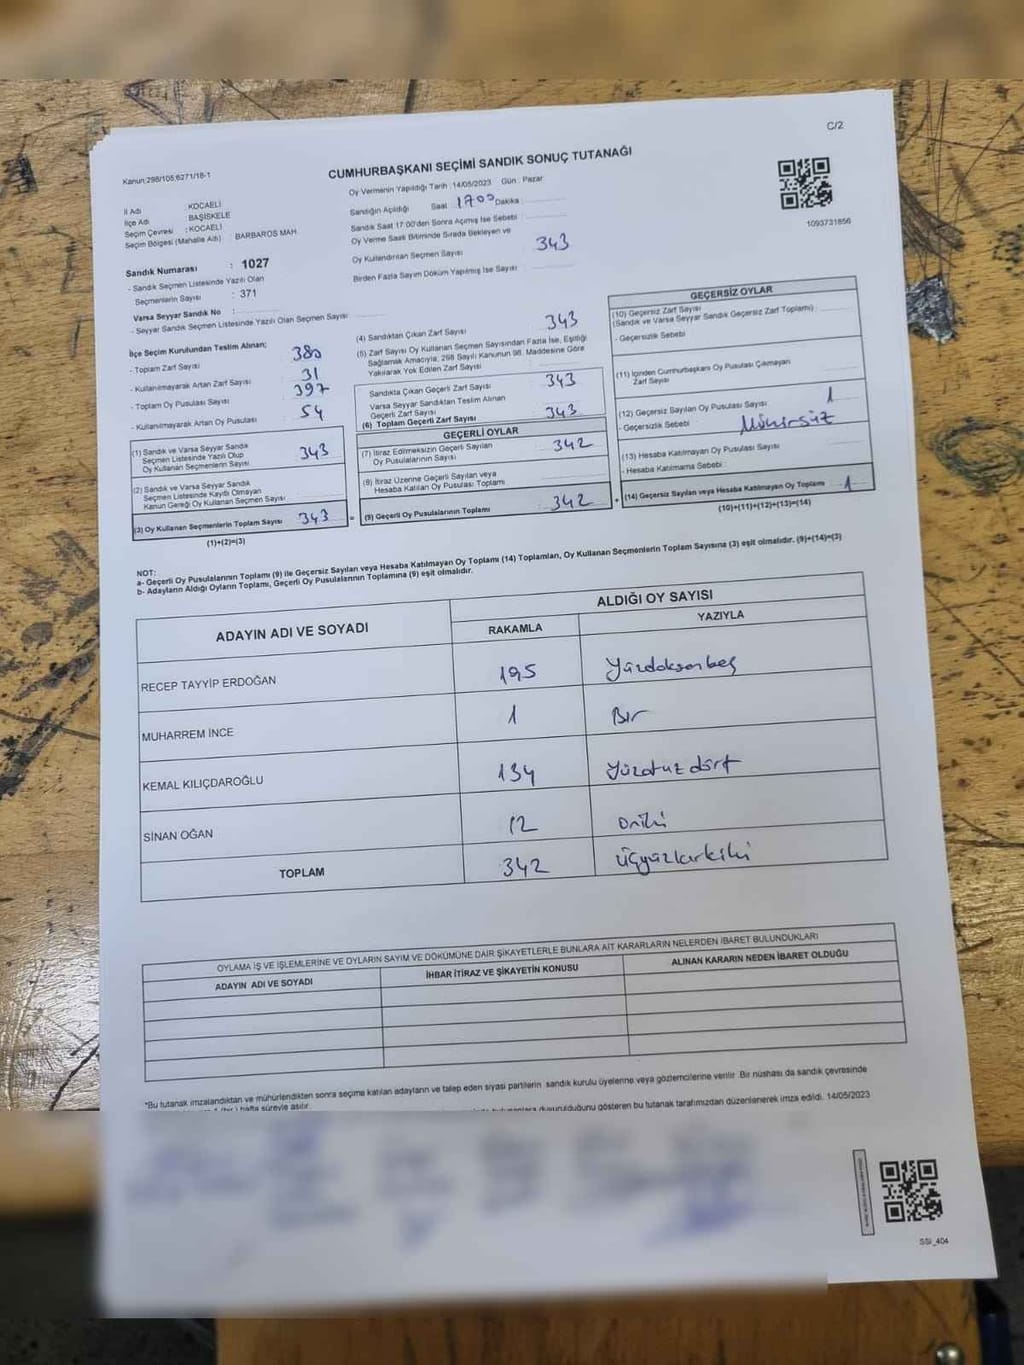 C/2
Kanun:298/105;6271/18-1
CUMHURBAŞKANI SEÇİMİ SANDIK SONUÇ TUTANAĞI
1093731856
İl Adı : KOCAELİ
İlçe Adı : BAŞİSKELE
Seçim Çevresi : KOCAELİ
Seçim Bölgesi (Mahalle Adı) : BARBAROS MAH.
Oy Vermenin Yapıldığı Tarih : 14/05/2023 Gün : Pazar
Sandığın Açıldığı Saat : 1700 Dakika :
Sandık Saat 17:00'den Sonra Açılmış İse Sebebi :
Oy Verme Saati Bitiminde Sırada Bekleyen ve
Oy Kullandırılan Seçmen Sayısı : 343
Birden Fazla Sayım Döküm Yapılmış İse Sayısı :
Sandık Numarası : 1027
- Sandık Seçmen Listesinde Yazılı Olan
Seçmenlerin Sayısı : 371
Varsa Seyyar Sandık No :
- Seyyar Sandık Seçmen Listesinde Yazılı Olan Seçmen Sayısı :
İlçe Seçim Kurulundan Teslim Alınan;
- Toplam Zarf Sayısı 380
- Kullanılmayarak Artan Zarf Sayısı 31
- Toplam Oy Pusulası Sayısı 397
- Kullanılmayarak Artan Oy Pusulası 54
(1) Sandık ve Varsa Seyyar Sandık
Seçmen Listesinde Yazılı Olup
Oy Kullanan Seçmenlerin Sayısı 343
(2) Sandık ve Varsa Seyyar Sandık
Seçmen Listesinde Kayıtlı Olmayan
Kanun Gereği Oy Kullanan Seçmen Sayısı
(3) Oy Kullanan Seçmenlerin Toplam Sayısı 343 =
(1)+(2)=(3)
(4) Sandıktan Çıkan Zarf Sayısı 343
(5) Zarf Sayısı Oy Kullanan Seçmen Sayısından Fazla İse, Eşitliği
Sağlamak Amacıyla, 298 Sayılı Kanunun 98. Maddesine Göre
Yakılarak Yok Edilen Zarf Sayısı
Sandıkta Çıkan Geçerli Zarf Sayısı 343
Varsa Seyyar Sandıktan Teslim Alınan
Geçerli Zarf Sayısı
(6) Toplam Geçerli Zarf Sayısı 343
GEÇERLİ OYLAR
(7) İtiraz Edilmeksizin Geçerli Sayılan
Oy Pusulalarının Sayısı 342
(8) İtiraz Üzerine Geçerli Sayılan veya
Hesaba Katılan Oy Pusulası Toplamı
(9) Geçerli Oy Pusulalarının Toplamı 342 +
GEÇERSİZ OYLAR
(10) Geçersiz Zarf Sayısı
(Sandık ve Varsa Seyyar Sandık Geçersiz Zarf Toplamı) :
- Geçersizlik Sebebi :
(11) İçinden Cumhurbaşkanı Oy Pusulası Çıkmayan
Zarf Sayısı
(12) Geçersiz Sayılan Oy Pusulası Sayısı : 1
- Geçersizlik Sebebi : Mühürsüz
(13) Hesaba Katılmayan Oy Pusulası Sayısı :
- Hesaba Katılmama Sebebi :
(14) Geçersiz Sayılan veya Hesaba Katılmayan Oy Toplamı 1
(10)+(11)+(12)+(13)=(14)
NOT:
a- Geçerli Oy Pusulalarının Toplamı (9) ile Geçersiz Sayılan veya Hesaba Katılmayan Oy Toplamı (14) Toplamları, Oy Kullanan Seçmenlerin Toplam Sayısına (3) eşit olmalıdır. (9)+(14)=(3)
b- Adayların Aldığı Oyların Toplamı, Geçerli Oy Pusulalarının Toplamına (9) eşit olmalıdır.
ADAYIN ADI VE SOYADI ALDIĞI OY SAYISI
RAKAMLA YAZIYLA
RECEP TAYYİP ERDOĞAN 195 Yüzdoksanbeş
MUHARREM İNCE 1 Bir
KEMAL KILIÇDAROĞLU 134 Yüzotuzdört
SİNAN OĞAN 12 Oniki
TOPLAM 342 Üçyüzkırkiki
OYLAMA İŞ VE İŞLEMLERİNE VE OYLARIN SAYIM VE DÖKÜMÜNE DAİR ŞİKAYETLERLE BUNLARA AİT KARARLARIN NELERDEN İBARET BULUNDUKLARI
ADAYIN ADI VE SOYADI İHBAR İTİRAZ VE ŞİKAYETİN KONUSU ALINAN KARARIN NEDEN İBARET OLDUĞU
*Bu tutanak imzalandıktan ve mühürlendikten sonra seçime katılan adayların ve talep eden siyasi partilerin sandık kurulu üyelerine veya gözlemcilerine verilir. Bir nüshası da sandık çevresinde
hafta süreyle asılır.
duyurulduğunu gösteren bu tutanak tarafımızdan düzenlenerek imza edildi. 14/05/2023
SSI_404